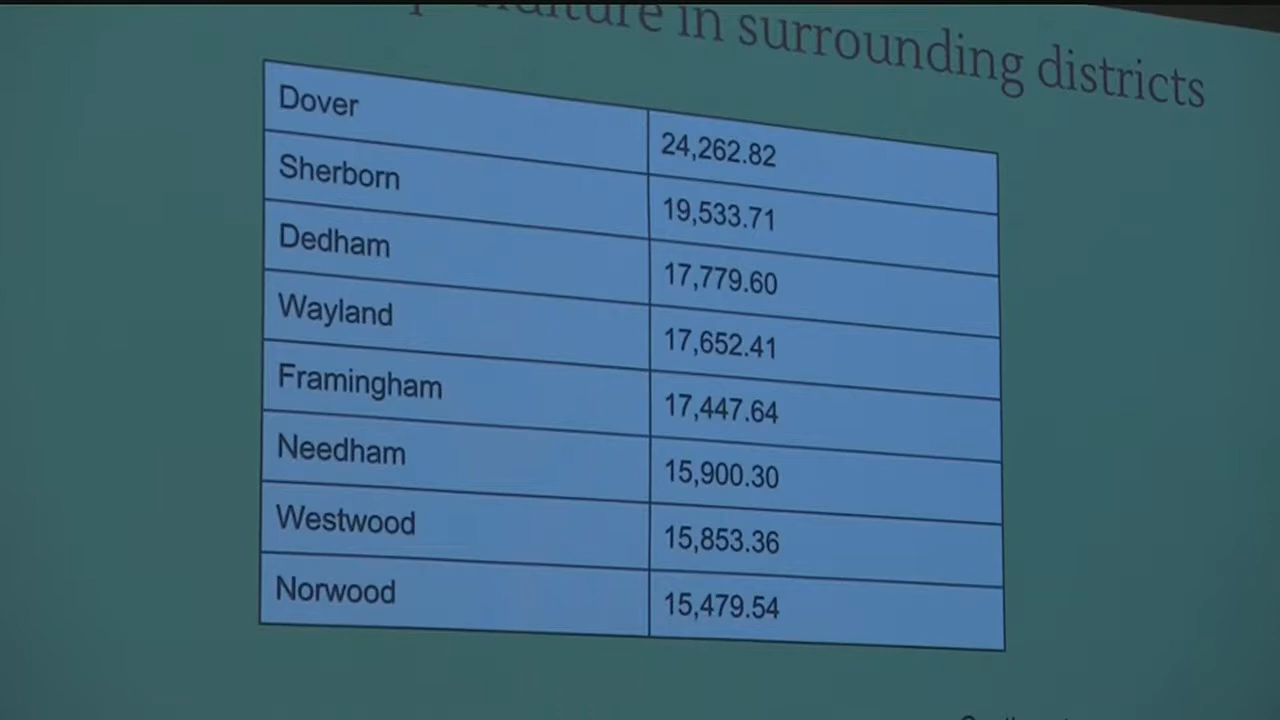 in surrounding districts
Dover 24,262.82
Sherborn 19,533.71
Dedham 17,779.60
Wayland 17,652.41
Framingham 17,447.64
Needham 15,900.30
Westwood 15,853.36
Norwood 15,479.54